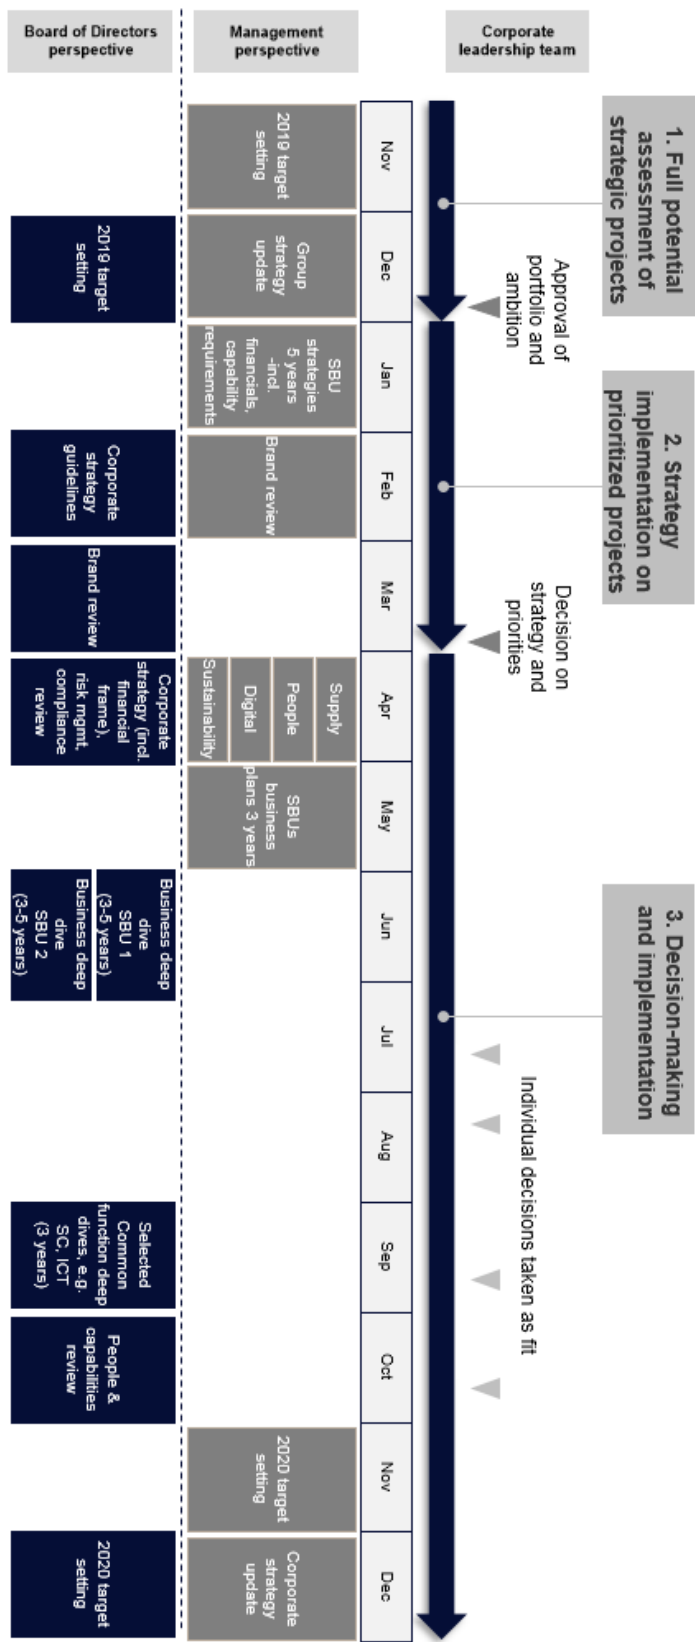 1. Full potential
assessment of
strategic projects
2. Strategy
implementation on
prioritized projects
3. Decision-making
and implementation
Corporate
leadership team
Approval of
portfolio and
ambition
Decision on
strategy and
priorities
Individual decisions taken as fit
Nov
Dec
Jan
Feb
Mar
Apr
May
Jun
Jul
Aug
Sep
Oct
Nov
Dec
Management
perspective
2019 target
setting
Group
strategy
update
SBU
strategies
5 years
-incl.
financials,
capability
requirements
Brand review
Supply
People
Digital
Sustainability
SBUs
business
plans 3 years
2020 target
setting
Corporate
strategy
update
Board of Directors
perspective
2019 target
setting
Corporate
strategy
guidelines
Brand review
Corporate
strategy (incl.
financial
frame),
risk mgmt,
compliance
review
Business deep
dive
SBU 1
(3-5 years)
Business deep
dive
SBU 2
(3-5 years)
Selected
Common
function deep
dives, e.g.
SC, ICT
(3 years)
People &
capabilities
review
2020 target
setting